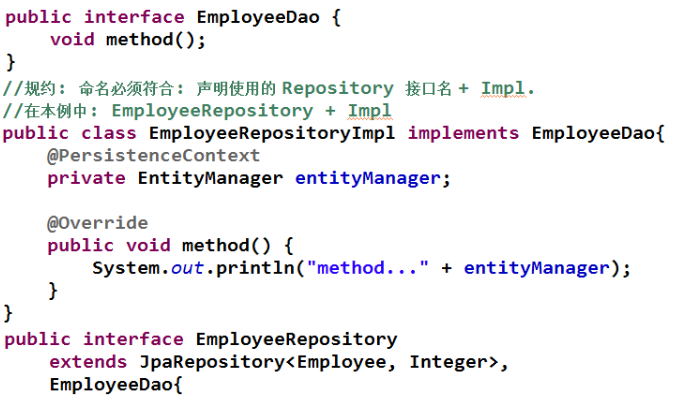 public interface EmployeeDao {
    void method();
}
//规约: 命名必须符合: 声明使用的 Repository 接口名 + Impl.
//在本例中: EmployeeRepository + Impl
public class EmployeeRepositoryImpl implements EmployeeDao{
    @PersistenceContext
    private EntityManager entityManager;

    @Override
    public void method() {
        System.out.println("method..." + entityManager);
    }
}
public interface EmployeeRepository
    extends JpaRepository<Employee, Integer>,
    EmployeeDao{